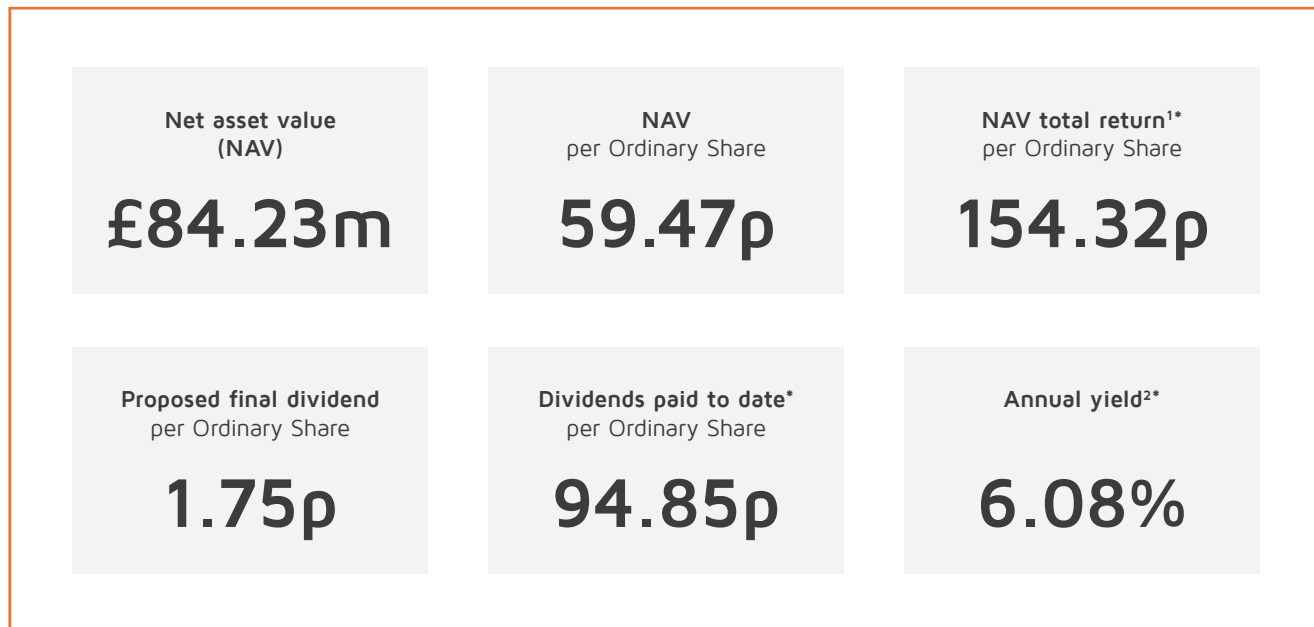 Net asset value
(NAV)
£84.23m
NAV
per Ordinary Share
59.47p
NAV total return¹*
per Ordinary Share
154.32p
Proposed final dividend
per Ordinary Share
1.75p
Dividends paid to date*
per Ordinary Share
94.85p
Annual yield²*
6.08%